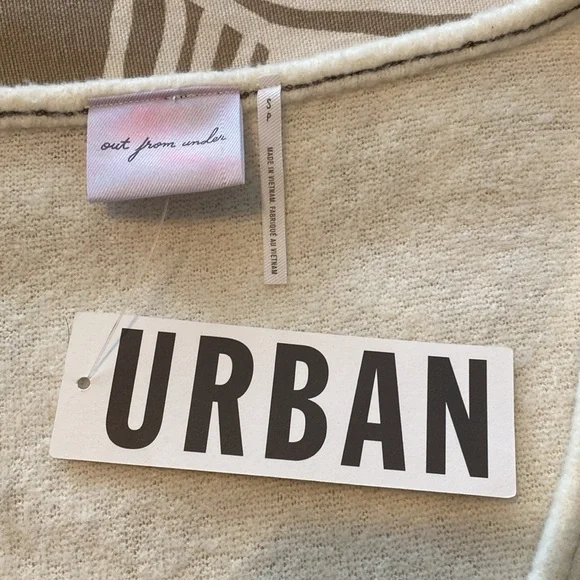 out from under
S P
MADE IN VIETNAM. FABRIQUÉ AU VIETNAM
URBAN